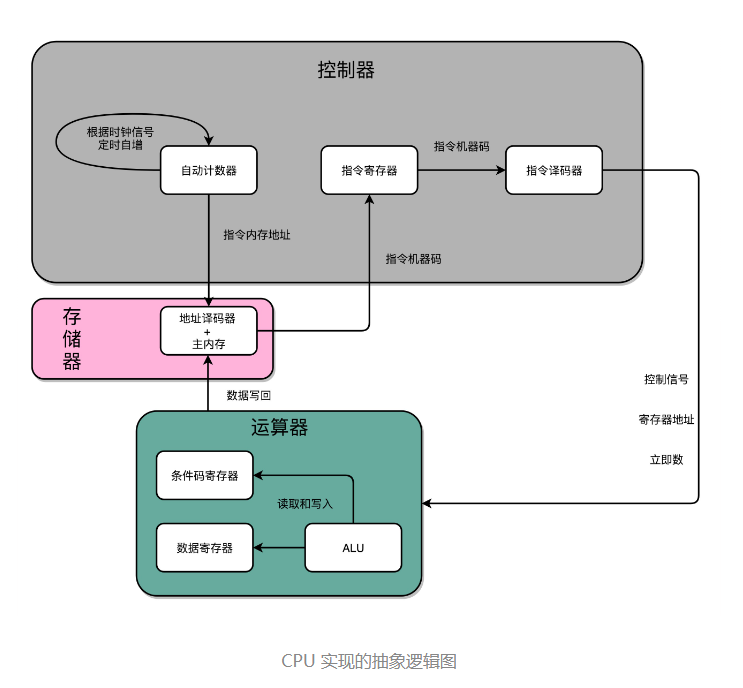 控制器
根据时钟信号
定时自增
自动计数器
指令内存地址
指令寄存器
指令机器码
指令译码器
指令机器码
存
储
器
地址译码器
+
主内存
数据写回
控制信号
寄存器地址
立即数
运算器
条件码寄存器
读取和写入
数据寄存器
ALU
CPU 实现的抽象逻辑图